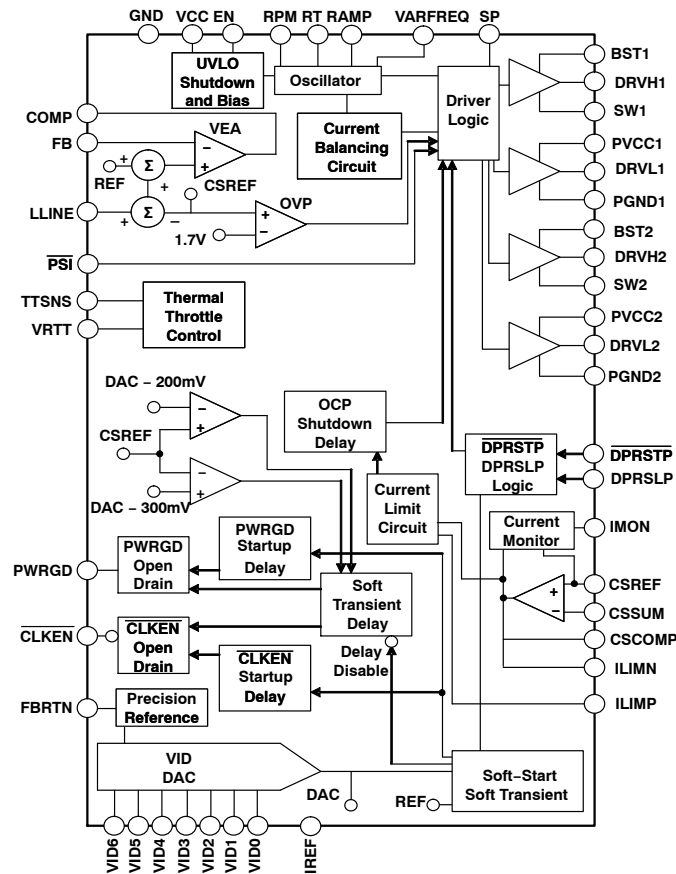 GND VCC EN RPM RT RAMP VARFREQ SP
UVLO
Shutdown
and Bias
Oscillator
Driver
Logic
BST1
DRVH1
SW1
COMP
FB
VEA
−
+
Current
Balancing
Circuit
PVCC1
DRVL1
PGND1
+ Σ
REF
+
CSREF
OVP
LLINE
+ Σ −
+
−
1.7V
BST2
DRVH2
SW2
PSI
TTSNS
VRTT
Thermal
Throttle
Control
PVCC2
DRVL2
PGND2
DAC − 200mV
−
+
CSREF
−
+
DAC − 300mV
OCP
Shutdown
Delay
Current
Limit
Circuit
DPRSTP
DPRSLP
Logic
DPRSTP
DPRSLP
Current
Monitor
IMON
+
−
CSREF
CSSUM
CSCOMP
ILIMN
ILIMP
PWRGD
PWRGD
Open
Drain
PWRGD
Startup
Delay
Soft
Transient
Delay
CLKEN
CLKEN
Open
Drain
CLKEN
Startup
Delay
Delay
Disable
FBRTN
Precision
Reference
VID
DAC
DAC
REF
Soft−Start
Soft Transient
VID6
VID5
VID4
VID3
VID2
VID1
VID0
IREF